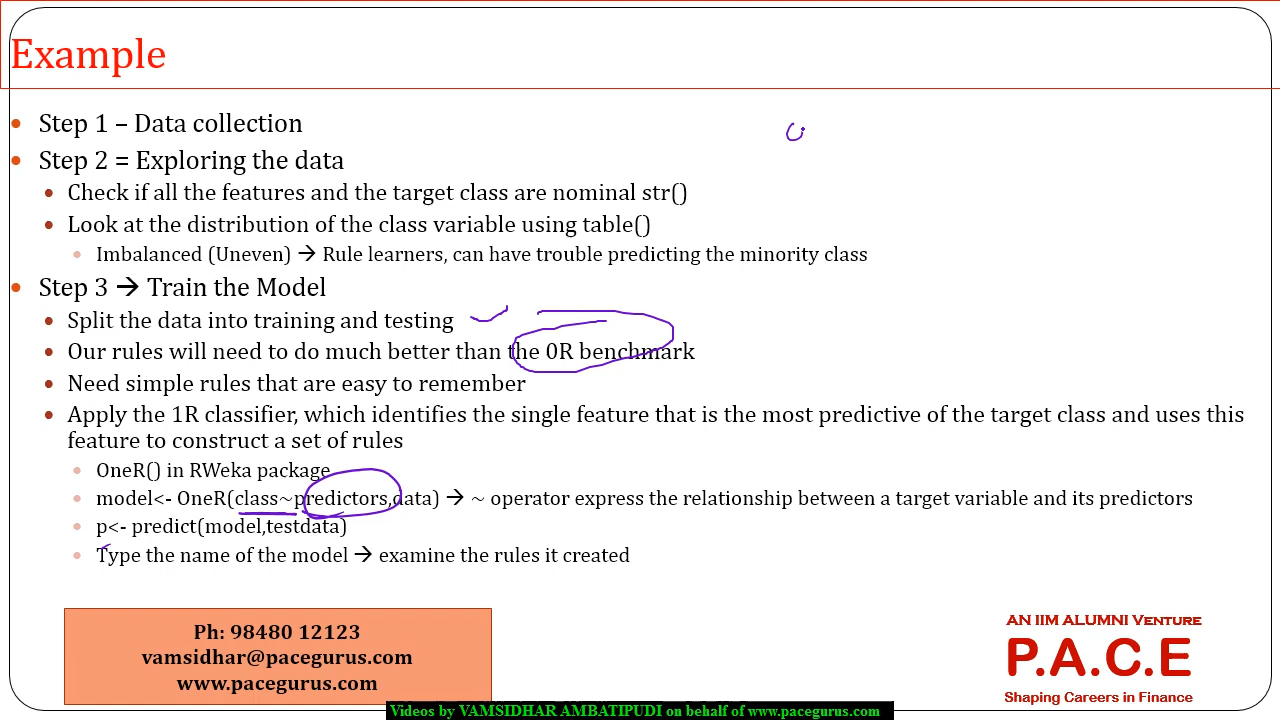 Example
• Step 1 – Data collection
• Step 2 = Exploring the data
• Check if all the features and the target class are nominal str()
• Look at the distribution of the class variable using table()
• Imbalanced (Uneven) → Rule learners, can have trouble predicting the minority class
• Step 3 → Train the Model
• Split the data into training and testing
• Our rules will need to do much better than the 0R benchmark
• Need simple rules that are easy to remember
• Apply the 1R classifier, which identifies the single feature that is the most predictive of the target class and uses this
feature to construct a set of rules
• OneR() in RWeka package
• model<- OneR(class~predictors,data) → ~ operator express the relationship between a target variable and its predictors
• p<- predict(model,testdata)
• Type the name of the model → examine the rules it created
Ph: 98480 12123
vamsidhar@pacegurus.com
www.pacegurus.com
AN IIM ALUMNI VENTURE
P.A.C.E
Shaping Careers in Finance
Videos by VAMSIDHAR AMBATIPUDI on behalf of www.pacegurus.com